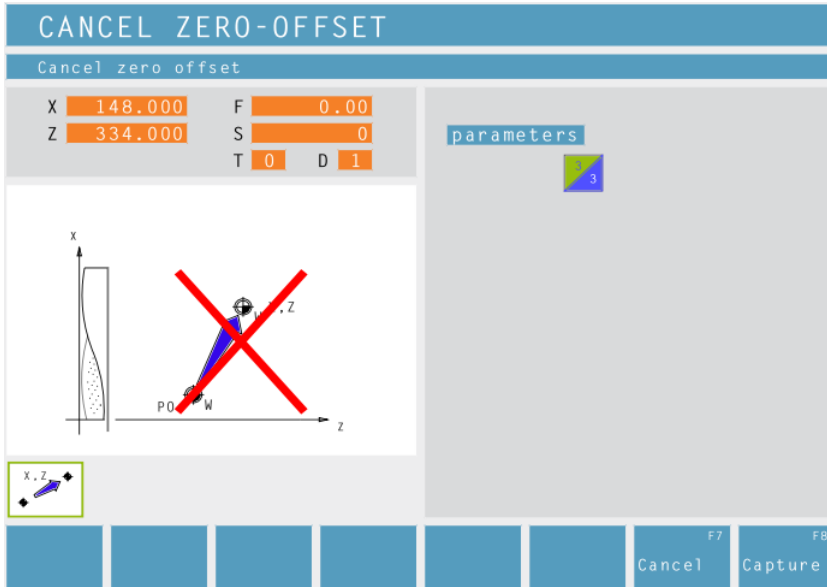 CANCEL ZERO-OFFSET
Cancel zero offset
X 148.000 F 0.00
Z 334.000 S 0
T 0 D 1
parameters
3
3
X
W
,Z
PO
W
Z
X,Z
F7
Cancel
F8
Capture